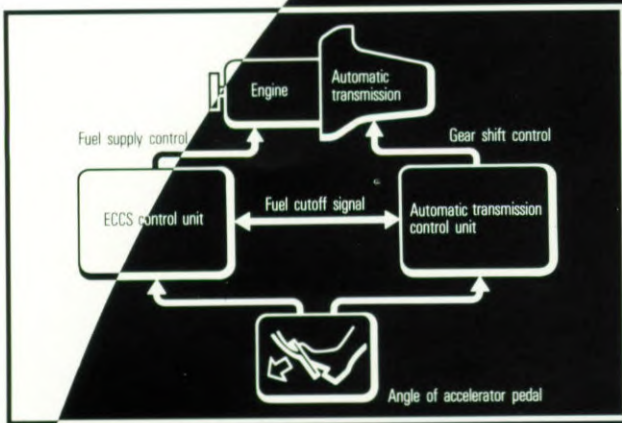 Engine
Automatic
transmission
Fuel supply control
Gear shift control
ECCS control unit
Fuel cutoff signal
Automatic transmission
control unit
Angle of accelerator pedal